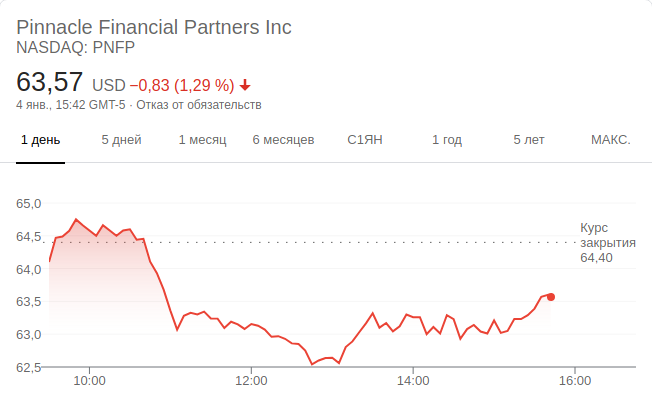 Pinnacle Financial Partners Inc
NASDAQ: PNFP
63,57 USD −0,83 (1,29 %)
4 янв., 15:42 GMT-5 · Отказ от обязательств
1 день 5 дней 1 месяц 6 месяцев С1ЯН 1 год 5 лет МАКС.
65,0
64,5
64,0
63,5
63,0
62,5
Курс
закрытия
64,40
10:00 12:00 14:00 16:00